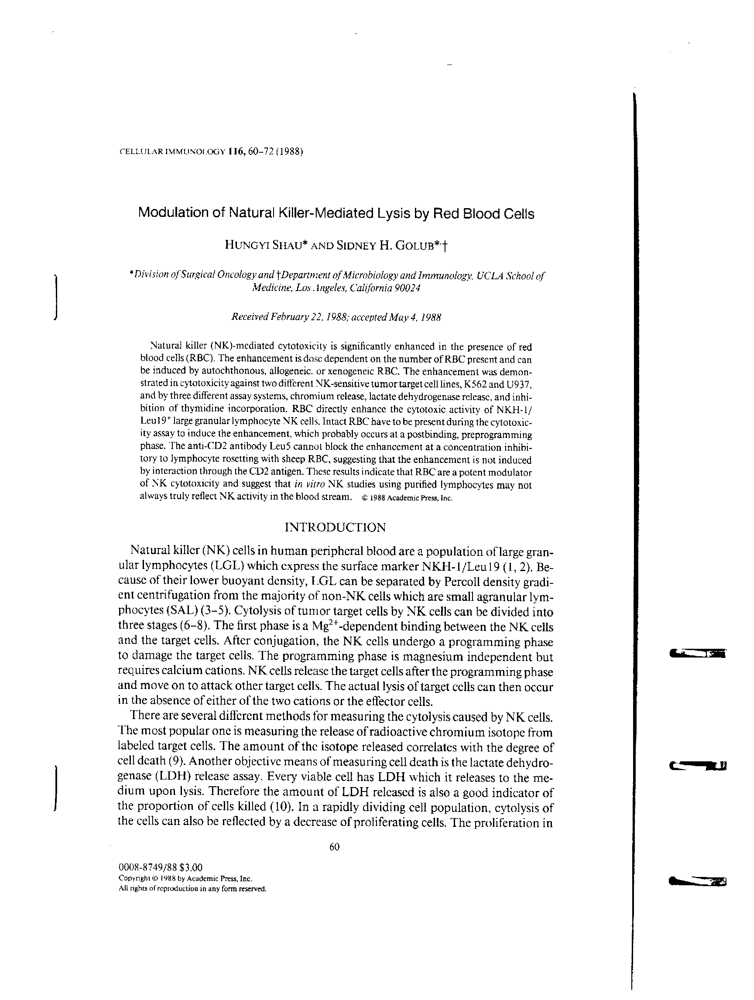 CELLULAR IMMUNOLOGY 116, 60–72 (1988)
Modulation of Natural Killer-Mediated Lysis by Red Blood Cells
HUNGYI SHAU* AND SIDNEY H. GOLUB*,†
*Division of Surgical Oncology and †Department of Microbiology and Immunology, UCLA School of
Medicine, Los Angeles, California 90024
Received February 22, 1988; accepted May 4, 1988
Natural killer (NK)-mediated cytotoxicity is significantly enhanced in the presence of red
blood cells (RBC). The enhancement is dose dependent on the number of RBC present and can
be induced by autochthonous, allogeneic, or xenogeneic RBC. The enhancement was demon-
strated in cytotoxicity against two different NK-sensitive tumor target cell lines, K562 and U937,
and by three different assay systems, chromium release, lactate dehydrogenase release, and inhi-
bition of thymidine incorporation. RBC directly enhance the cytotoxic activity of NKH-1/
Leu19⁺ large granular lymphocyte NK cells. Intact RBC have to be present during the cytotoxic-
ity assay to induce the enhancement, which probably occurs at a postbinding, preprogramming
phase. The anti-CD2 antibody Leu5 cannot block the enhancement at a concentration inhibi-
tory to lymphocyte rosetting with sheep RBC, suggesting that the enhancement is not induced
by interaction through the CD2 antigen. These results indicate that RBC are a potent modulator
of NK cytotoxicity and suggest that in vitro NK studies using purified lymphocytes may not
always truly reflect NK activity in the blood stream. © 1988 Academic Press, Inc.
INTRODUCTION
Natural killer (NK) cells in human peripheral blood are a population of large gran-
ular lymphocytes (LGL) which express the surface marker NKH-1/Leu19 (1, 2). Be-
cause of their lower buoyant density, LGL can be separated by Percoll density gradi-
ent centrifugation from the majority of non-NK cells which are small agranular lym-
phocytes (SAL) (3–5). Cytolysis of tumor target cells by NK cells can be divided into
three stages (6–8). The first phase is a Mg²⁺-dependent binding between the NK cells
and the target cells. After conjugation, the NK cells undergo a programming phase
to damage the target cells. The programming phase is magnesium independent but
requires calcium cations. NK cells release the target cells after the programming phase
and move on to attack other target cells. The actual lysis of target cells can then occur
in the absence of either of the two cations or the effector cells.
There are several different methods for measuring the cytolysis caused by NK cells.
The most popular one is measuring the release of radioactive chromium isotope from
labeled target cells. The amount of the isotope released correlates with the degree of
cell death (9). Another objective means of measuring cell death is the lactate dehydro-
genase (LDH) release assay. Every viable cell has LDH which it releases to the me-
dium upon lysis. Therefore the amount of LDH released is also a good indicator of
the proportion of cells killed (10). In a rapidly dividing cell population, cytolysis of
the cells can also be reflected by a decrease of proliferating cells. The proliferation in
60
0008-8749/88 $3.00
Copyright © 1988 by Academic Press, Inc.
All rights of reproduction in any form reserved.